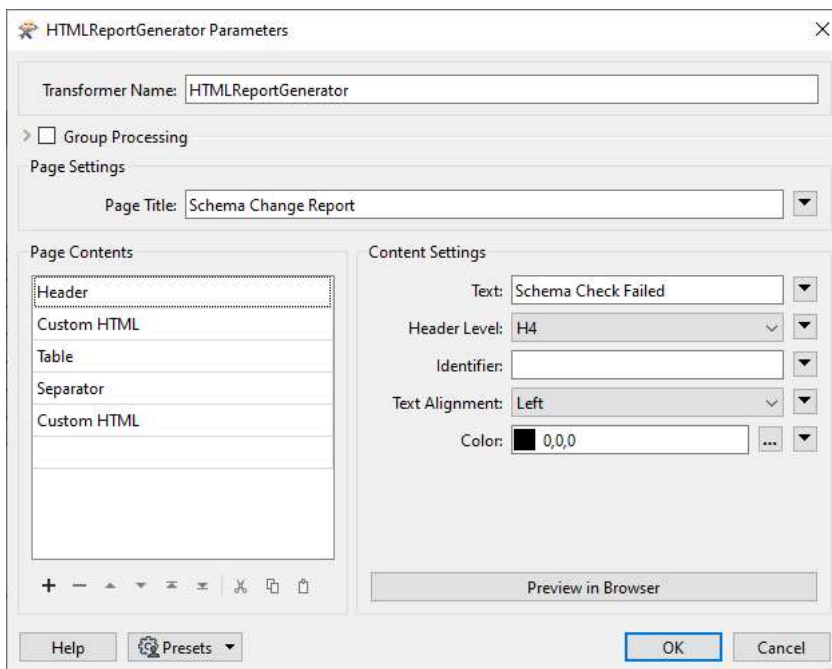 HTMLReportGenerator Parameters
Transformer Name: HTMLReportGenerator
Group Processing
Page Settings
Page Title: Schema Change Report
Page Contents
Header
Custom HTML
Table
Separator
Custom HTML
Content Settings
Text: Schema Check Failed
Header Level: H4
Identifier:
Text Alignment: Left
Color: 0,0,0
...
Preview in Browser
Help
Presets
OK
Cancel